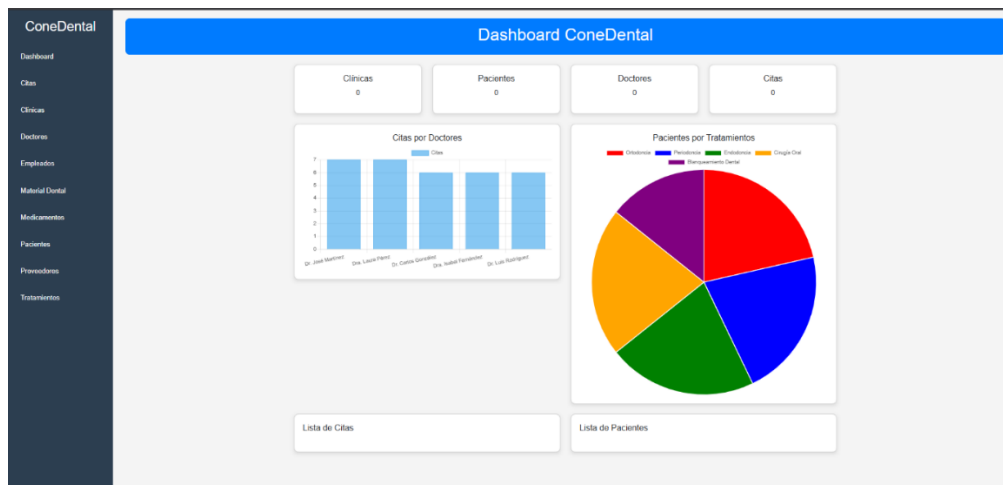 ConeDental
Dashboard
Citas
Clínicas
Doctores
Empleados
Material Dental
Medicamentos
Pacientes
Proveedores
Tratamientos
Dashboard ConeDental
Clínicas
0
Pacientes
0
Doctores
0
Citas
0
Citas por Doctores
Citas
7
6
5
4
3
2
1
0
Dr. José Martínez
Dra. Laura Pérez
Dr. Carlos González
Dra. Isabel Fernández
Dr. Luis Rodríguez
Pacientes por Tratamientos
Ortodoncia Periodoncia Endodoncia Cirugía Oral
Blanqueamiento Dental
Lista de Citas
Lista de Pacientes